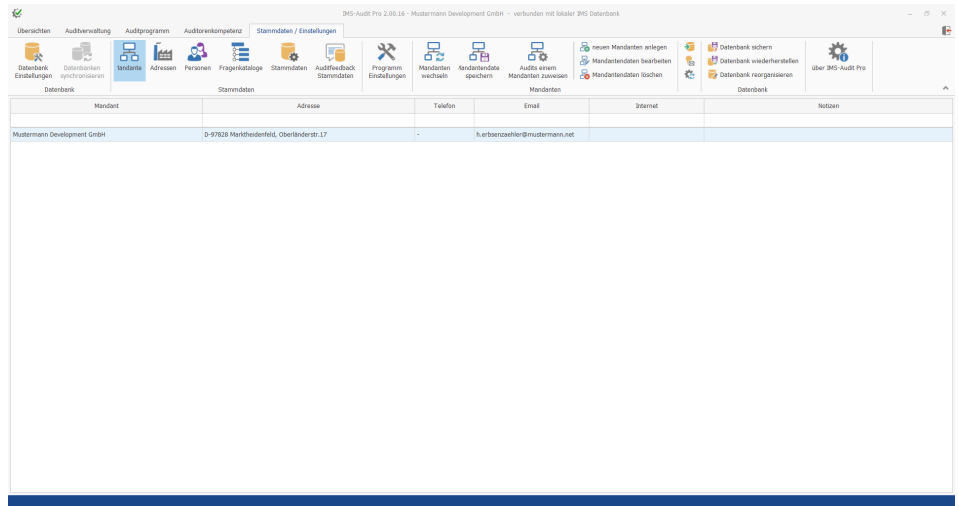 IMS-Audit Pro 2.00.16 - Mustermann Development GmbH - verbunden mit lokaler IMS Datenbank
Übersichten Auditverwaltung Auditprogramm Auditorenkompetenz Stammdaten / Einstellungen
Datenbank Einstellungen
Datenbanken synchronisieren
Mandante
Adressen
Personen
Fragenkataloge
Stammdaten
Auditfeedback Stammdaten
Programm Einstellungen
Mandanten wechseln
Mandantendate speichern
Audits einem Mandanten zuweisen
neuen Mandanten anlegen
Mandantendaten bearbeiten
Mandantendaten löschen
Datenbank sichern
Datenbank wiederherstellen
Datenbank reorganisieren
über IMS-Audit Pro
Datenbank Stammdaten Mandanten Datenbank
Mandant Adresse Telefon Email Internet Notizen
Mustermann Development GmbH D-97828 Marktheidenfeld, Oberländerstr.17 - h.erbsenzaehler@mustermann.net